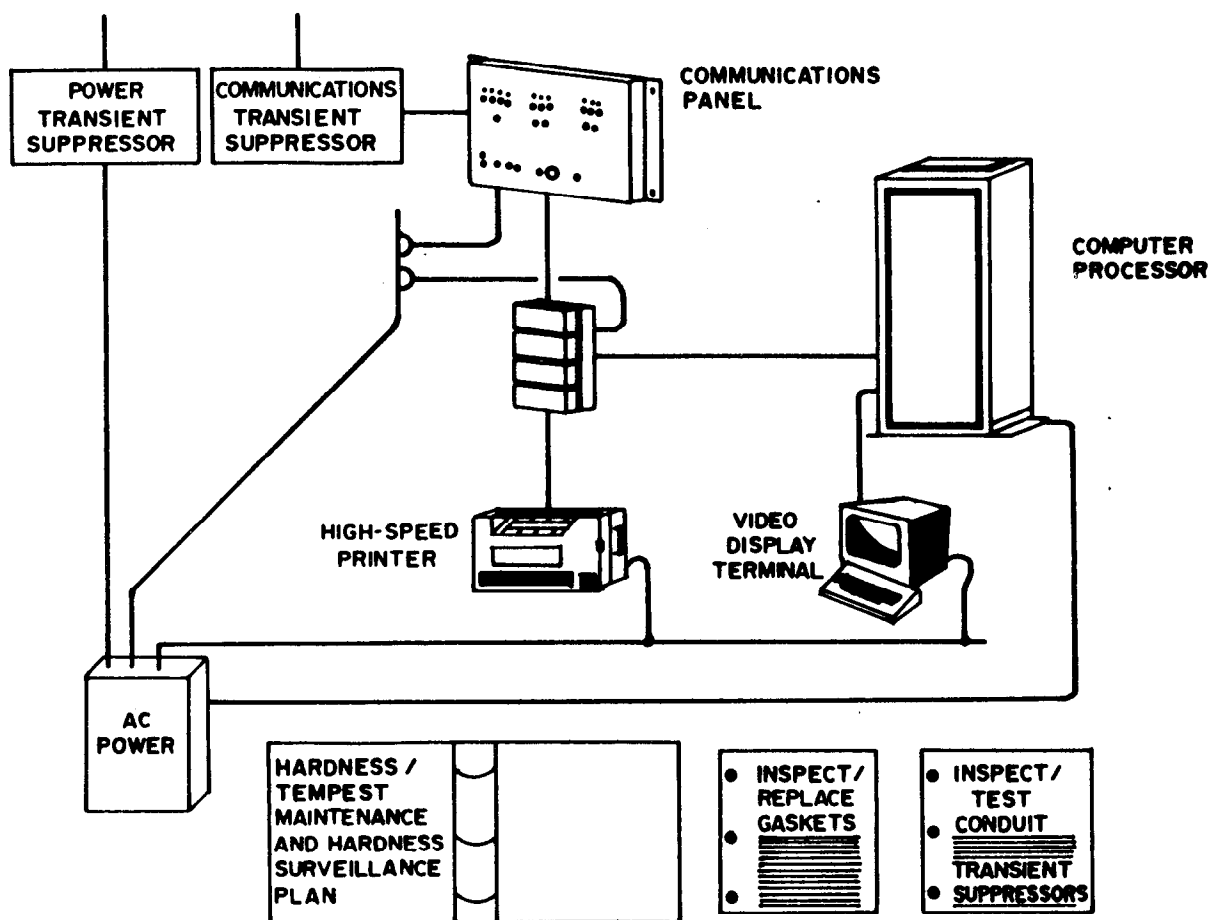 POWER
TRANSIENT
SUPPRESSOR
COMMUNICATIONS
TRANSIENT
SUPPRESSOR
COMMUNICATIONS
PANEL
COMPUTER
PROCESSOR
HIGH-SPEED
PRINTER
VIDEO
DISPLAY
TERMINAL
AC
POWER
HARDNESS /
TEMPEST
MAINTENANCE
AND HARDNESS
SURVEILLANCE
PLAN
INSPECT/
REPLACE
GASKETS
INSPECT/
TEST
CONDUIT
TRANSIENT
SUPPRESSORS